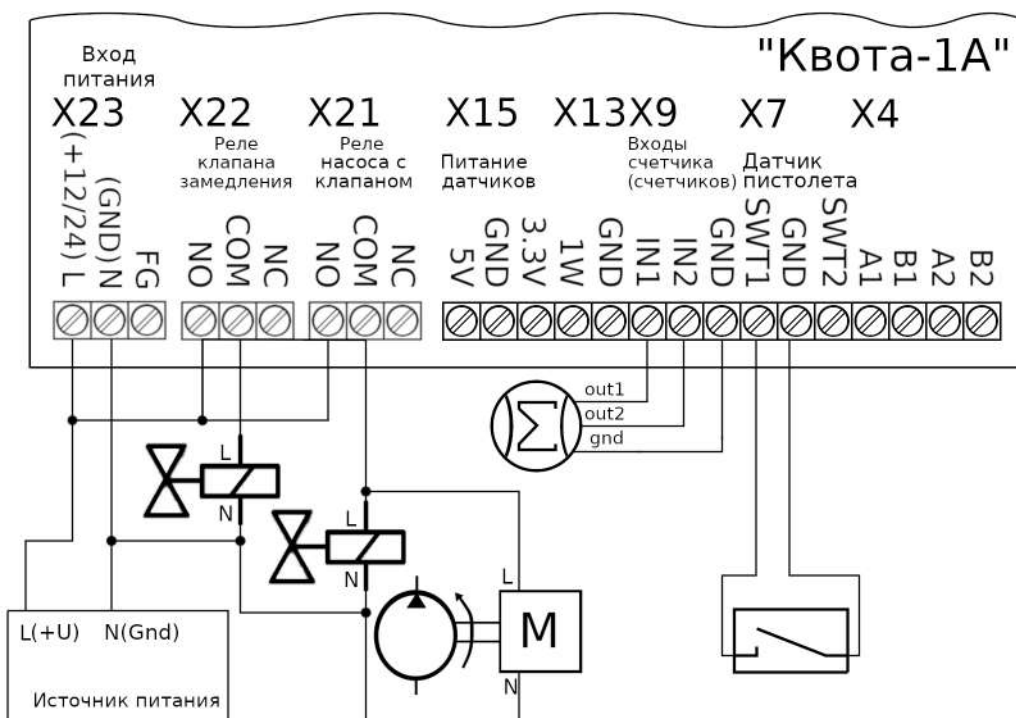 "Квота-1А"
Вход
питания
X23
X22
X21
X15
X13
X9
X7
X4
Реле
клапана
замедления
Реле
насоса с
клапаном
Питание
датчиков
Входы
счетчика
(счетчиков)
Датчик
пистолета
(+12/24) L
(GND) N
FG
NO
COM
NC
NO
COM
NC
5V
GND
3.3V
1W
GND
IN1
IN2
GND
SWT1
GND
SWT2
A1
B1
A2
B2
out1
out2
gnd
L
N
L
N
L
M
N
L(+U)
N(Gnd)
Источник питания